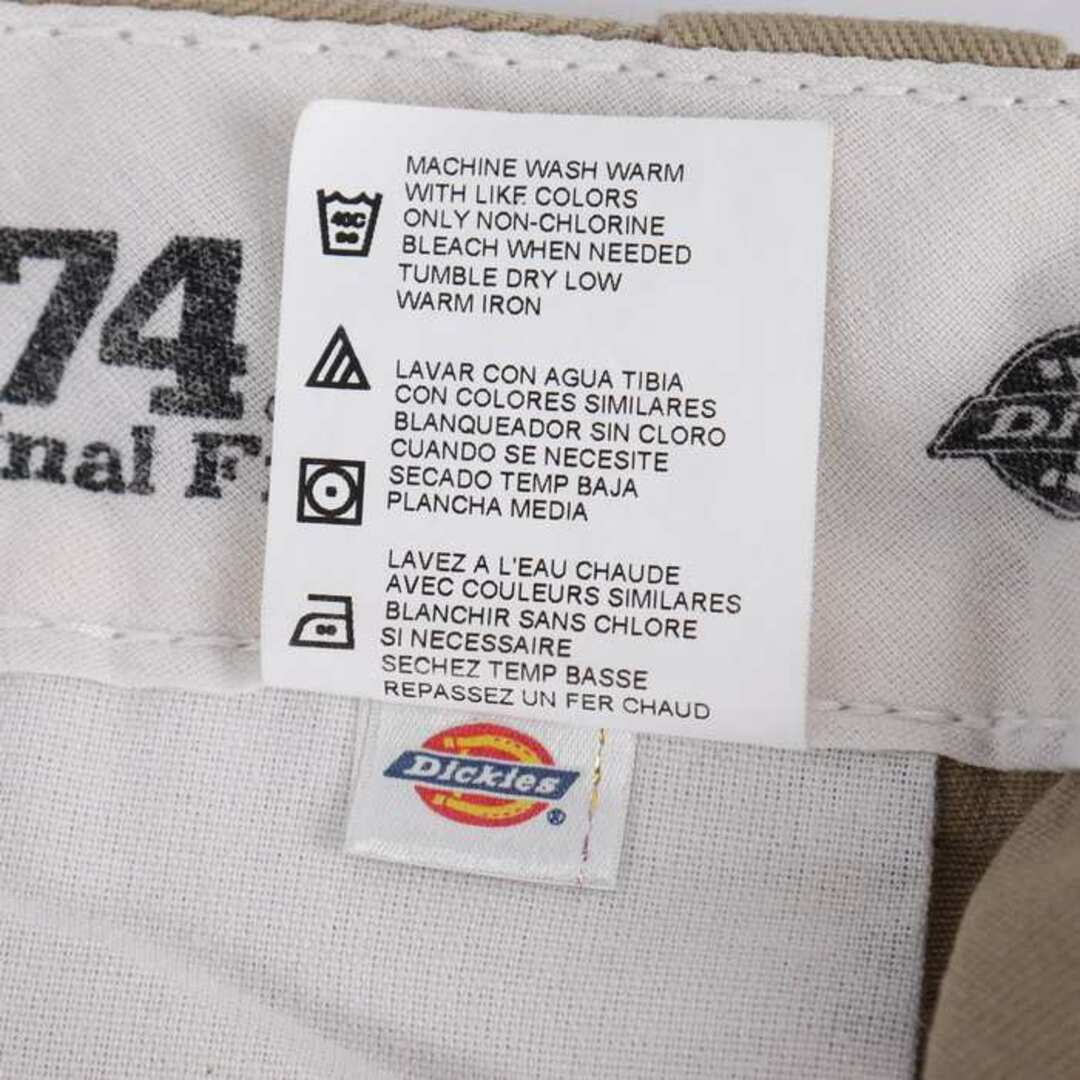 MACHINE WASH WARM
WITH LIKE COLORS
ONLY NON-CHLORINE
BLEACH WHEN NEEDED
TUMBLE DRY LOW
WARM IRON
40C
LAVAR CON AGUA TIBIA
CON COLORES SIMILARES
BLANQUEADOR SIN CLORO
CUANDO SE NECESITE
SECADO TEMP BAJA
PLANCHA MEDIA
LAVEZ A L'EAU CHAUDE
AVEC COULEURS SIMILARES
BLANCHIR SANS CHLORE
SI NECESSAIRE
SECHEZ TEMP BASSE
REPASSEZ UN FER CHAUD
74
inal F
Dickies®